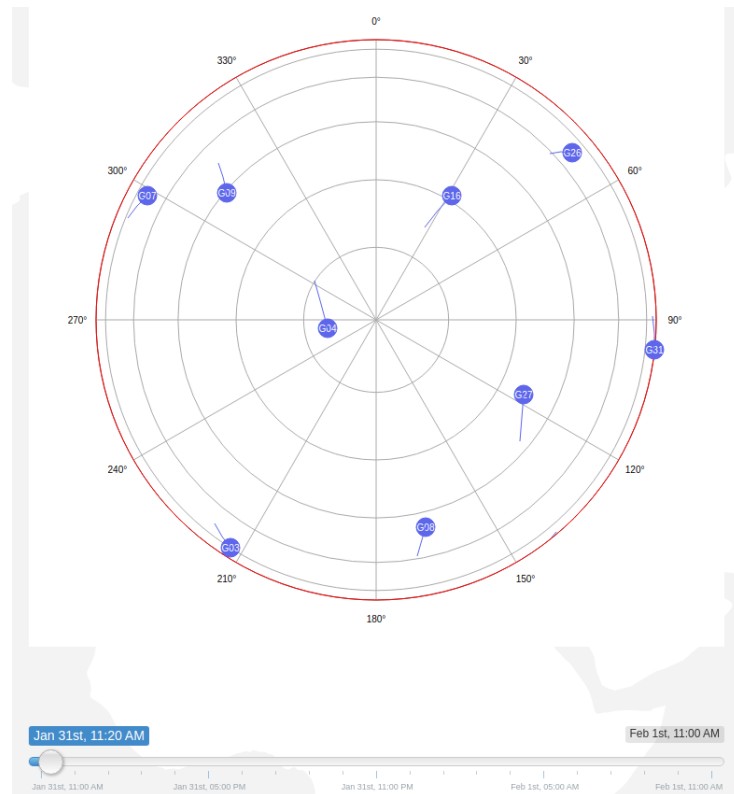 0°
330° 30°
G26
300° 60°
G07 G09 G16
270° 90°
G04
G31
G27
240° 120°
G08
G03
210° 150°
180°
Jan 31st, 11:20 AM Feb 1st, 11:00 AM
Jan 31st, 11:00 AM Jan 31st, 05:00 PM Jan 31st, 11:00 PM Feb 1st, 05:00 AM Feb 1st, 11:00 AM